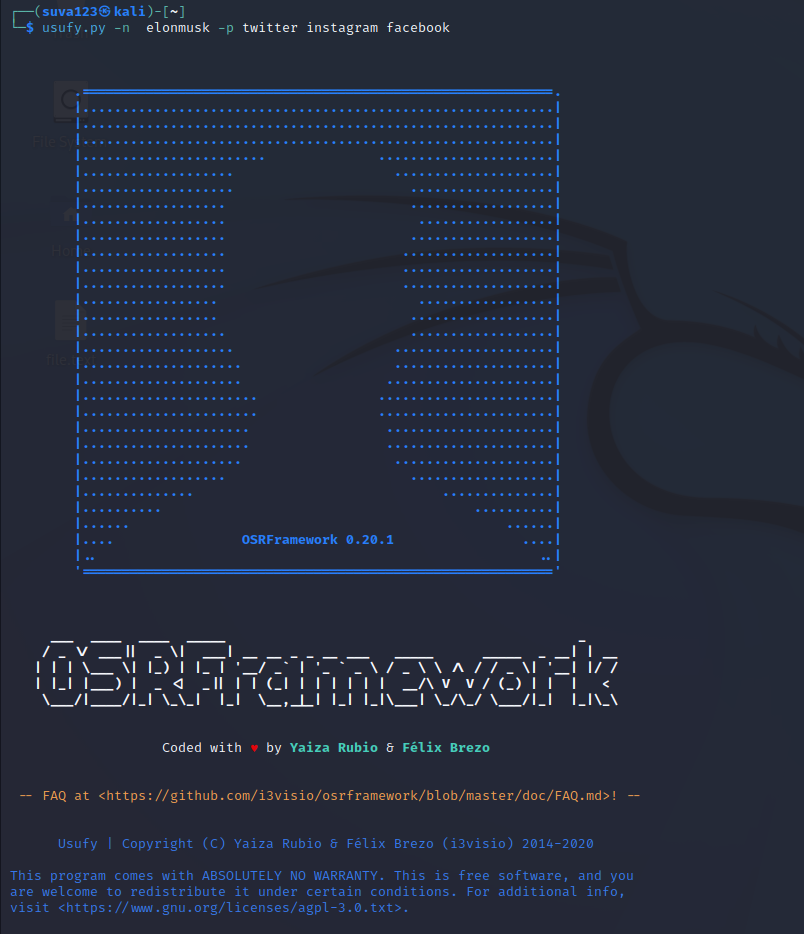 (suva123㉿kali)-[~]
$ usufy.py -n  elonmusk -p twitter instagram facebook
OSRFramework 0.20.1
OSRFramework
Coded with ♥ by Yaiza Rubio & Félix Brezo
-- FAQ at <https://github.com/i3visio/osrframework/blob/master/doc/FAQ.md>! --
Usufy | Copyright (C) Yaiza Rubio & Félix Brezo (i3visio) 2014-2020
This program comes with ABSOLUTELY NO WARRANTY. This is free software, and you
are welcome to redistribute it under certain conditions. For additional info,
visit <https://www.gnu.org/licenses/agpl-3.0.txt>.